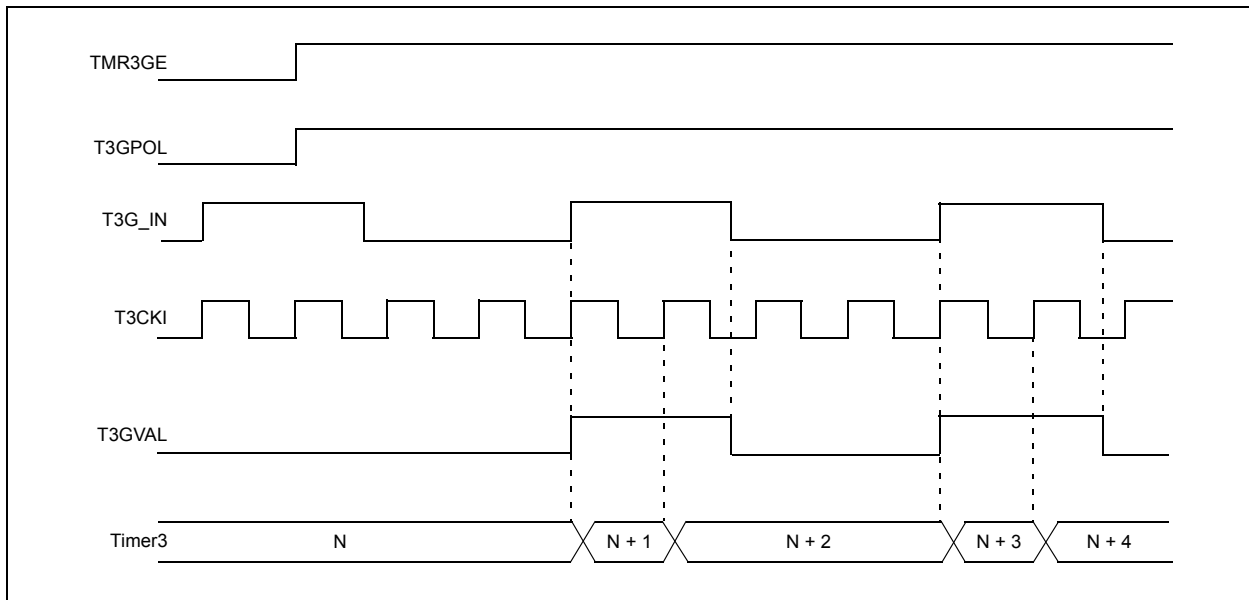 TMR3GE
T3GPOL
T3G_IN
T3CKI
T3GVAL
Timer3 N N + 1 N + 2 N + 3 N + 4